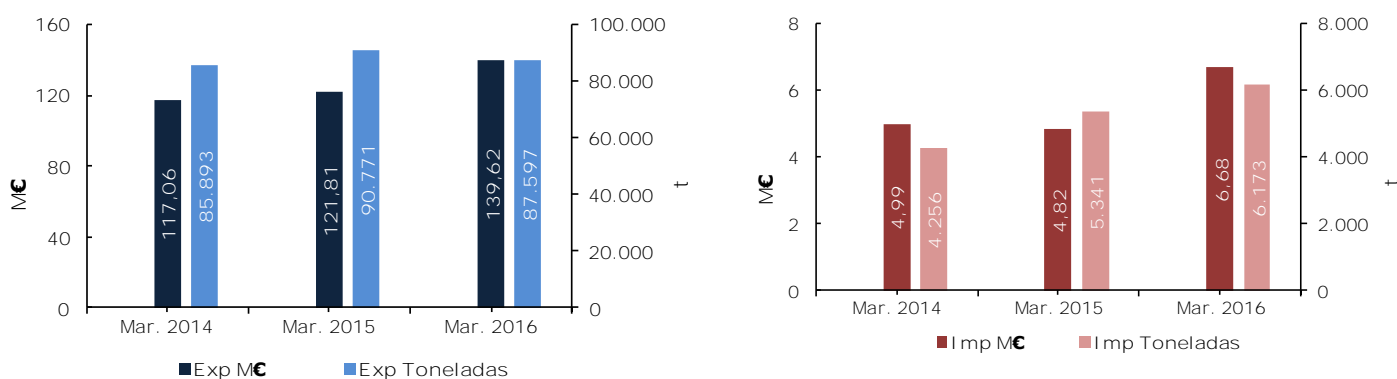 160
120
80
40
0
M€
117,06
85.893
121,81
90.771
139,62
87.597
100.000
80.000
60.000
40.000
20.000
0
t
Mar. 2014
Mar. 2015
Mar. 2016
Exp M€
Exp Toneladas
8
6
4
2
0
M€
4,99
4.256
4,82
5.341
6,68
6.173
8.000
6.000
4.000
2.000
0
t
Mar. 2014
Mar. 2015
Mar. 2016
Imp M€
Imp Toneladas